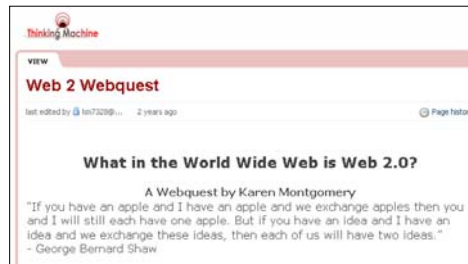 Thinking Machine
VIEW
Web 2 Webquest
last edited by km7328@... 2 years ago Page histo
What in the World Wide Web is Web 2.0?
A Webquest by Karen Montgomery
"If you have an apple and I have an apple and we exchange apples then you
and I will still each have one apple. But if you have an idea and I have an
idea and we exchange these ideas, then each of us will have two ideas."
- George Bernard Shaw